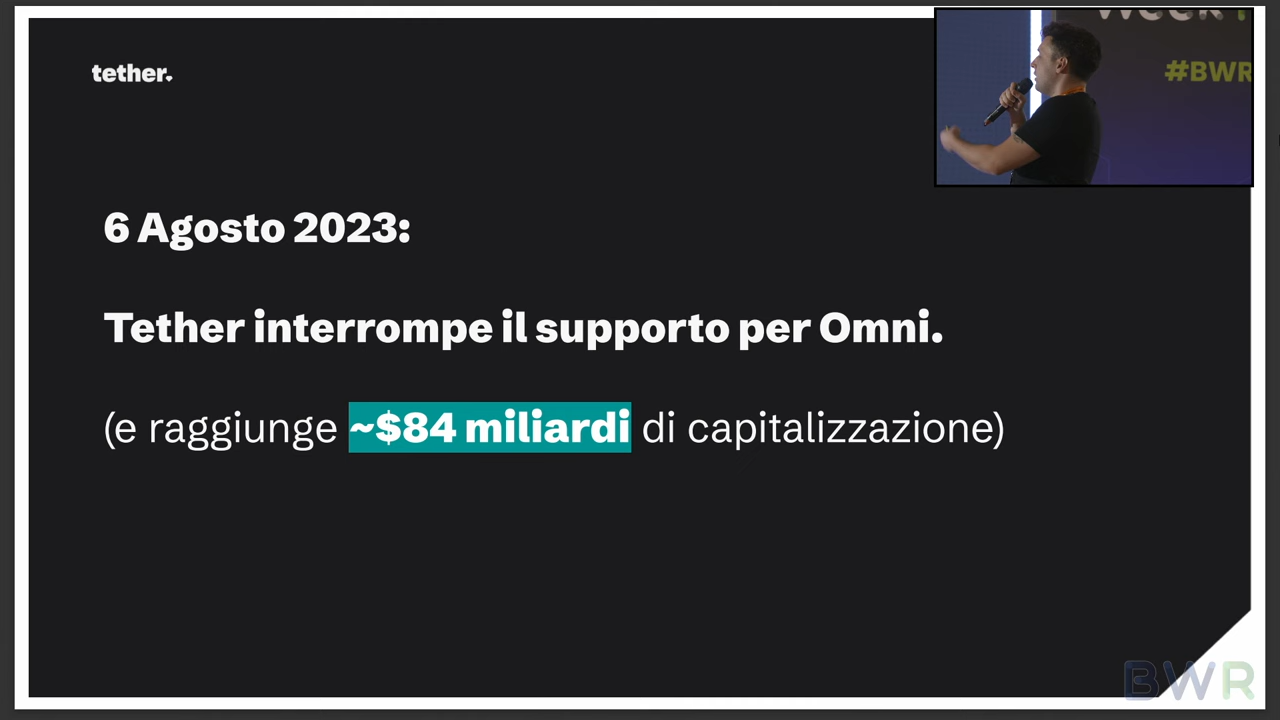 tether.
#BWR
6 Agosto 2023:
Tether interrompe il supporto per Omni.
(e raggiunge ~$84 miliardi di capitalizzazione)
BWR